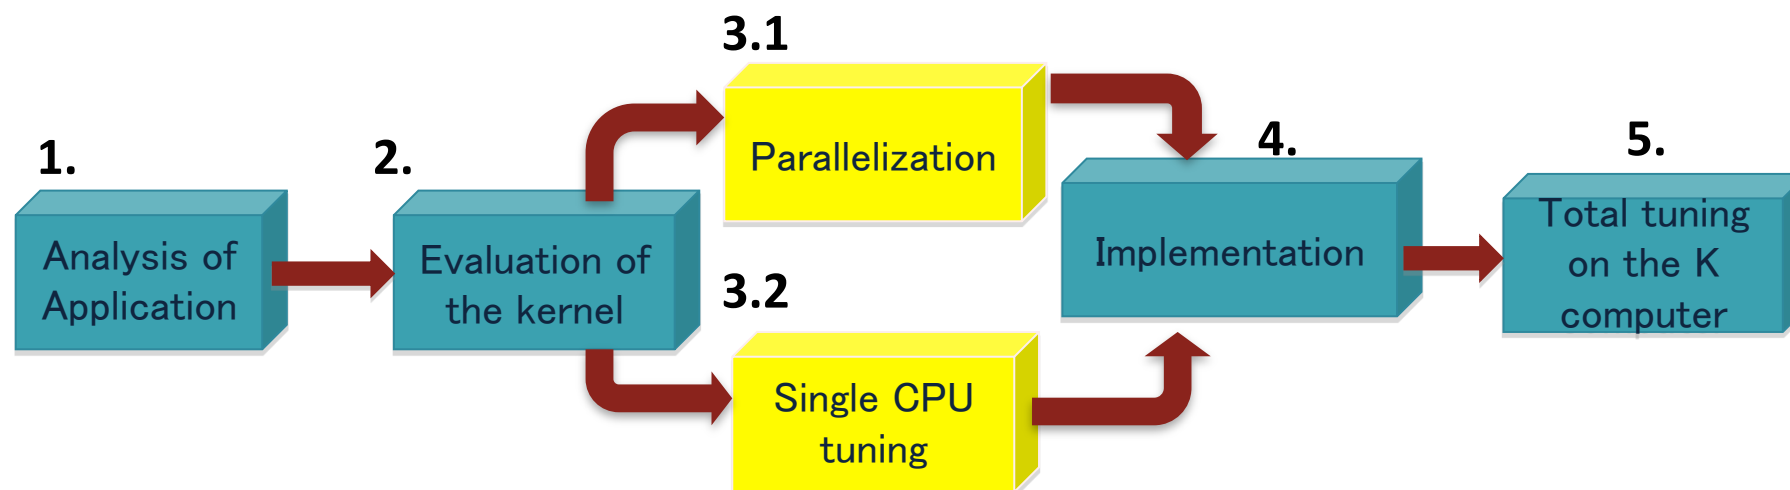 1.
Analysis of
Application
2.
Evaluation of
the kernel
3.1
Parallelization
3.2
Single CPU
tuning
4.
Implementation
5.
Total tuning
on the K
computer